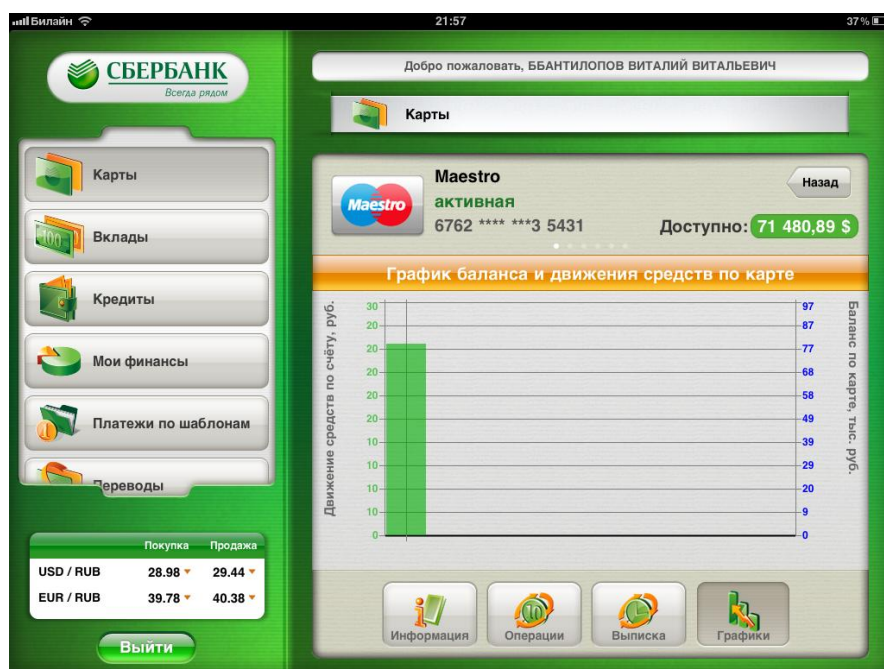 Билайн 21:57 37%
СБЕРБАНК
Всегда рядом
Карты
Вклады
Кредиты
Мои финансы
Платежи по шаблонам
Переводы
Покупка Продажа
USD / RUB 28.98 29.44
EUR / RUB 39.78 40.38
Выйти
Добро пожаловать, ББАНТИЛОПОВ ВИТАЛИЙ ВИТАЛЬЕВИЧ
Карты
Maestro
Maestro
активная
6762 **** ***3 5431
Назад
Доступно: 71 480,89 $
График баланса и движения средств по карте
Движение средств по счёту, руб.
30
20
20
20
20
20
10
10
10
10
0
97
87
77
68
58
49
39
29
20
9
0
Баланс по карте, тыс. руб.
Информация
Операции
Выписка
Графики